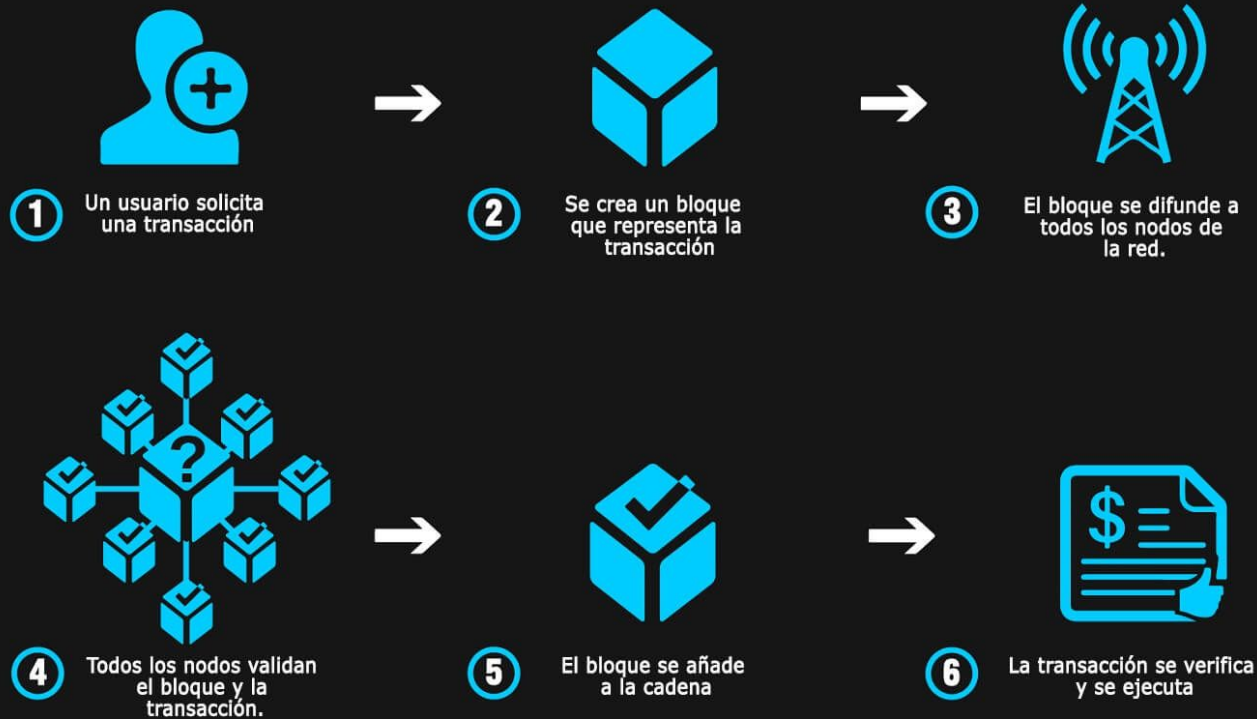 1
Un usuario solicita
una transacción
2
Se crea un bloque
que representa la
transacción
3
El bloque se difunde a
todos los nodos de
la red.
?
4
Todos los nodos validan
el bloque y la
transacción.
5
El bloque se añade
a la cadena
$
6
La transacción se verifica
y se ejecuta